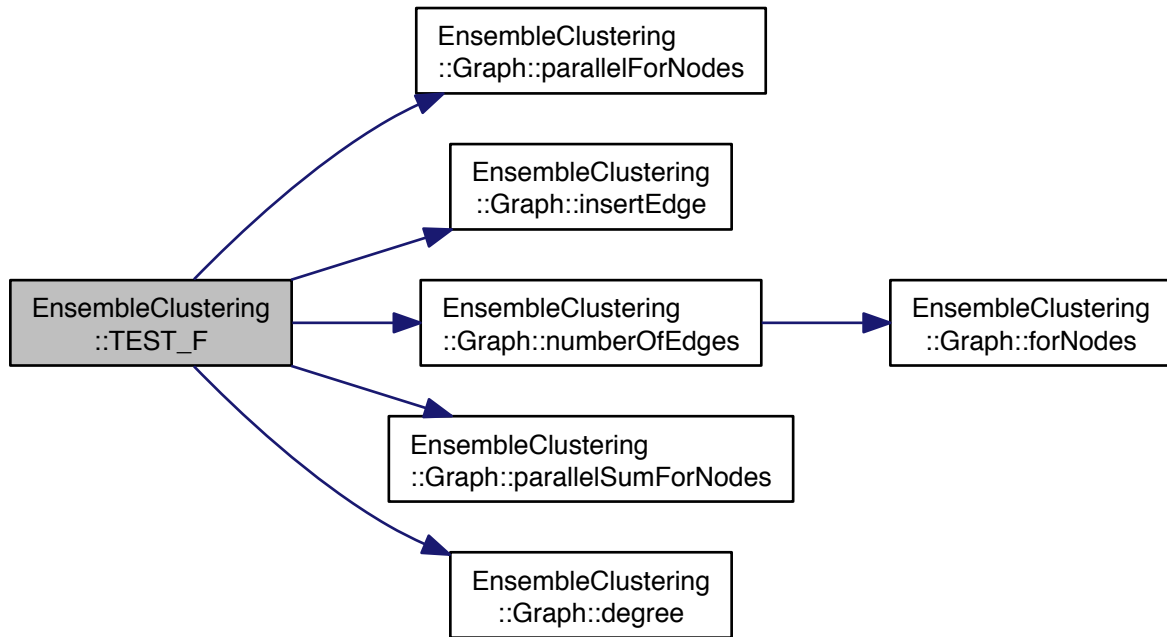 EnsembleClustering
::Graph::parallelForNodes
EnsembleClustering
::Graph::insertEdge
EnsembleClustering
::TEST_F
EnsembleClustering
::Graph::numberOfEdges
EnsembleClustering
::Graph::forNodes
EnsembleClustering
::Graph::parallelSumForNodes
EnsembleClustering
::Graph::degree